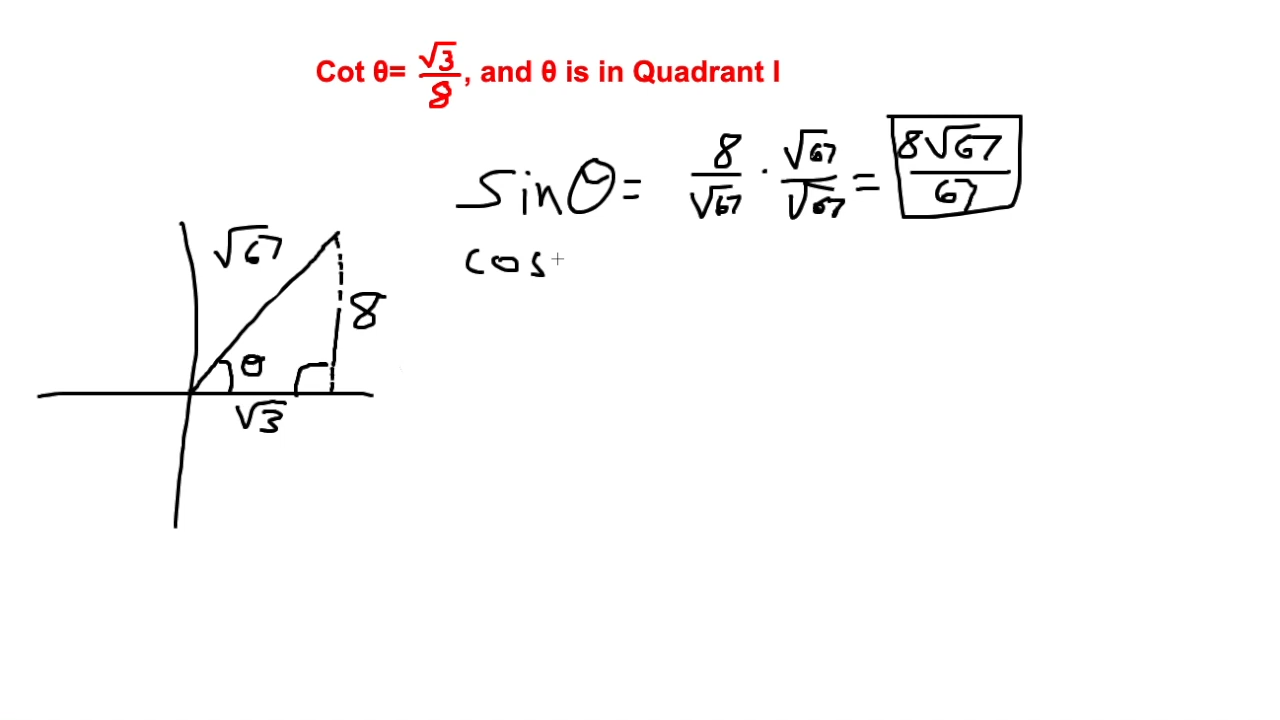 Cot θ= √3/8, and θ is in Quadrant I
sinθ= 8/√67 · √67/√67 = 8√67/67
cos
√67
8
θ
√3